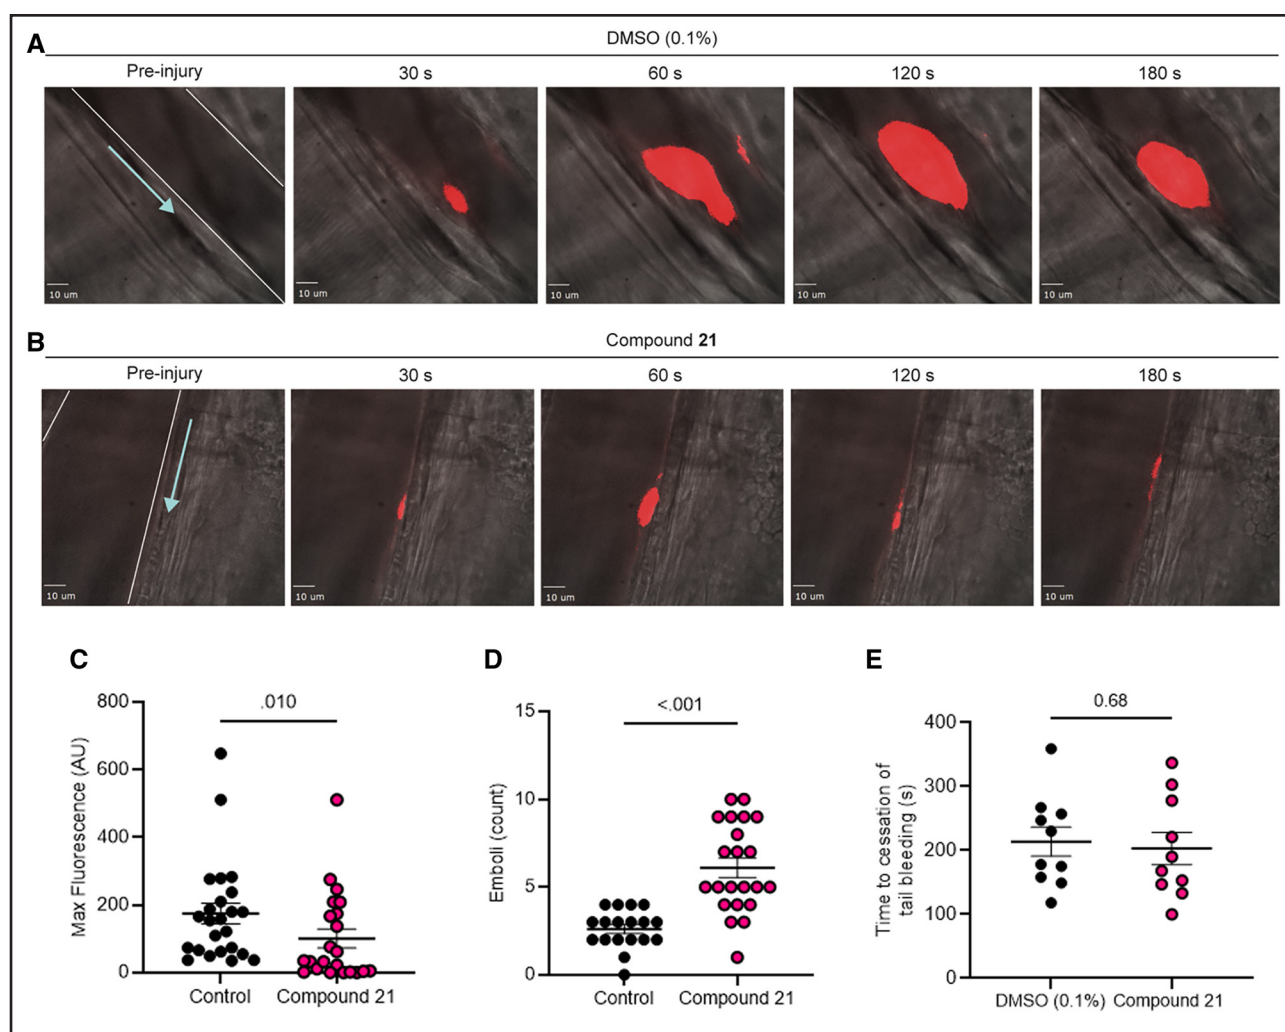 A
DMSO (0.1%)
Pre-injury 30 s 60 s 120 s 180 s
10 um 10 um 10 um 10 um 10 um
B
Compound 21
Pre-injury 30 s 60 s 120 s 180 s
10 um 10 um 10 um 10 um 10 um
C
Max Fluorescence (AU)
800
600
400
200
0
.010
Control Compound 21
D
Emboli (count)
15
10
5
0
<.001
Control Compound 21
E
Time to cessation of
tail bleeding (s)
400
300
200
100
0
0.68
DMSO (0.1%) Compound 21